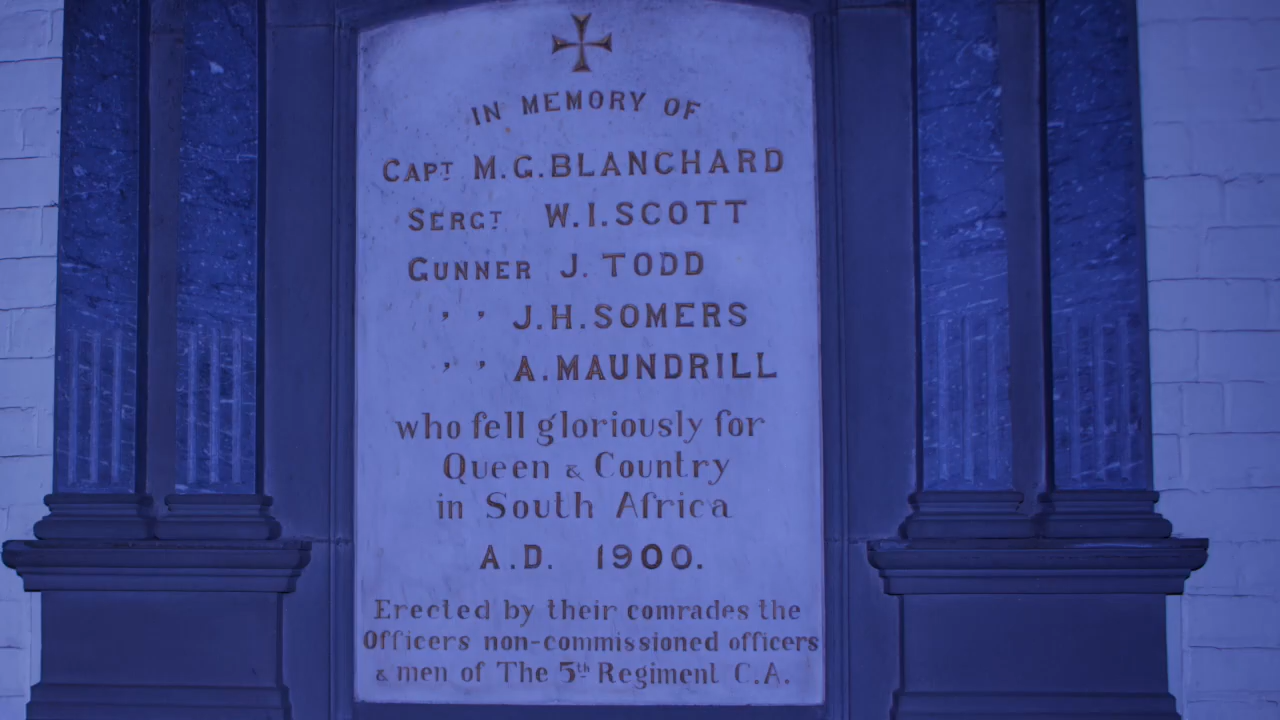 IN MEMORY OF
CAPT M.G.BLANCHARD
SERGT W.I.SCOTT
GUNNER J. TODD
" J.H.SOMERS
" A.MAUNDRILL
who fell gloriously for
Queen & Country
in South Africa
A.D. 1900.
Erected by their comrades the
Officers non-commissioned officers
& men of The 5th Regiment C.A.